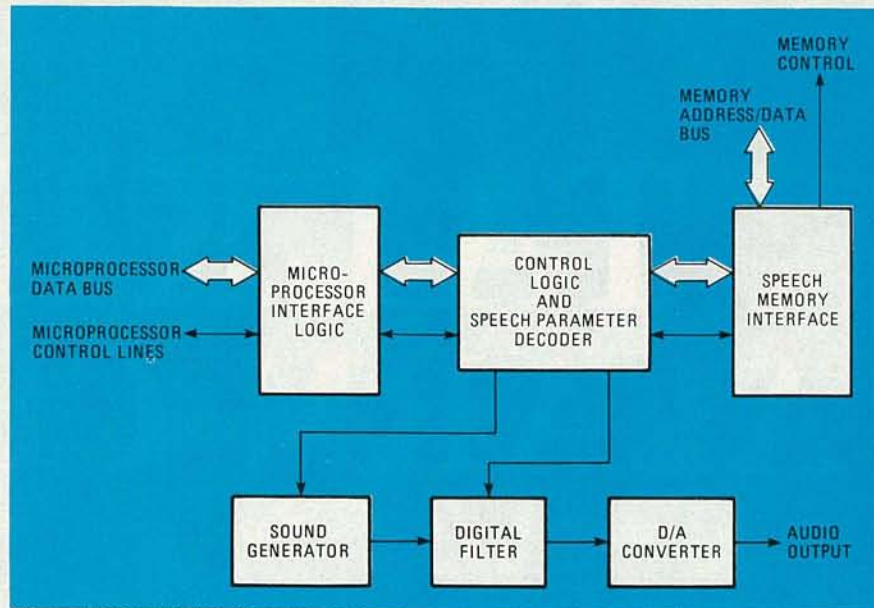 MEMORY
CONTROL
MEMORY
ADDRESS/DATA
BUS
MICROPROCESSOR
DATA BUS
MICROPROCESSOR
CONTROL LINES
MICRO-
PROCESSOR
INTERFACE
LOGIC
CONTROL
LOGIC
AND
SPEECH PARAMETER
DECODER
SPEECH
MEMORY
INTERFACE
SOUND
GENERATOR
DIGITAL
FILTER
D/A
CONVERTER
AUDIO
OUTPUT